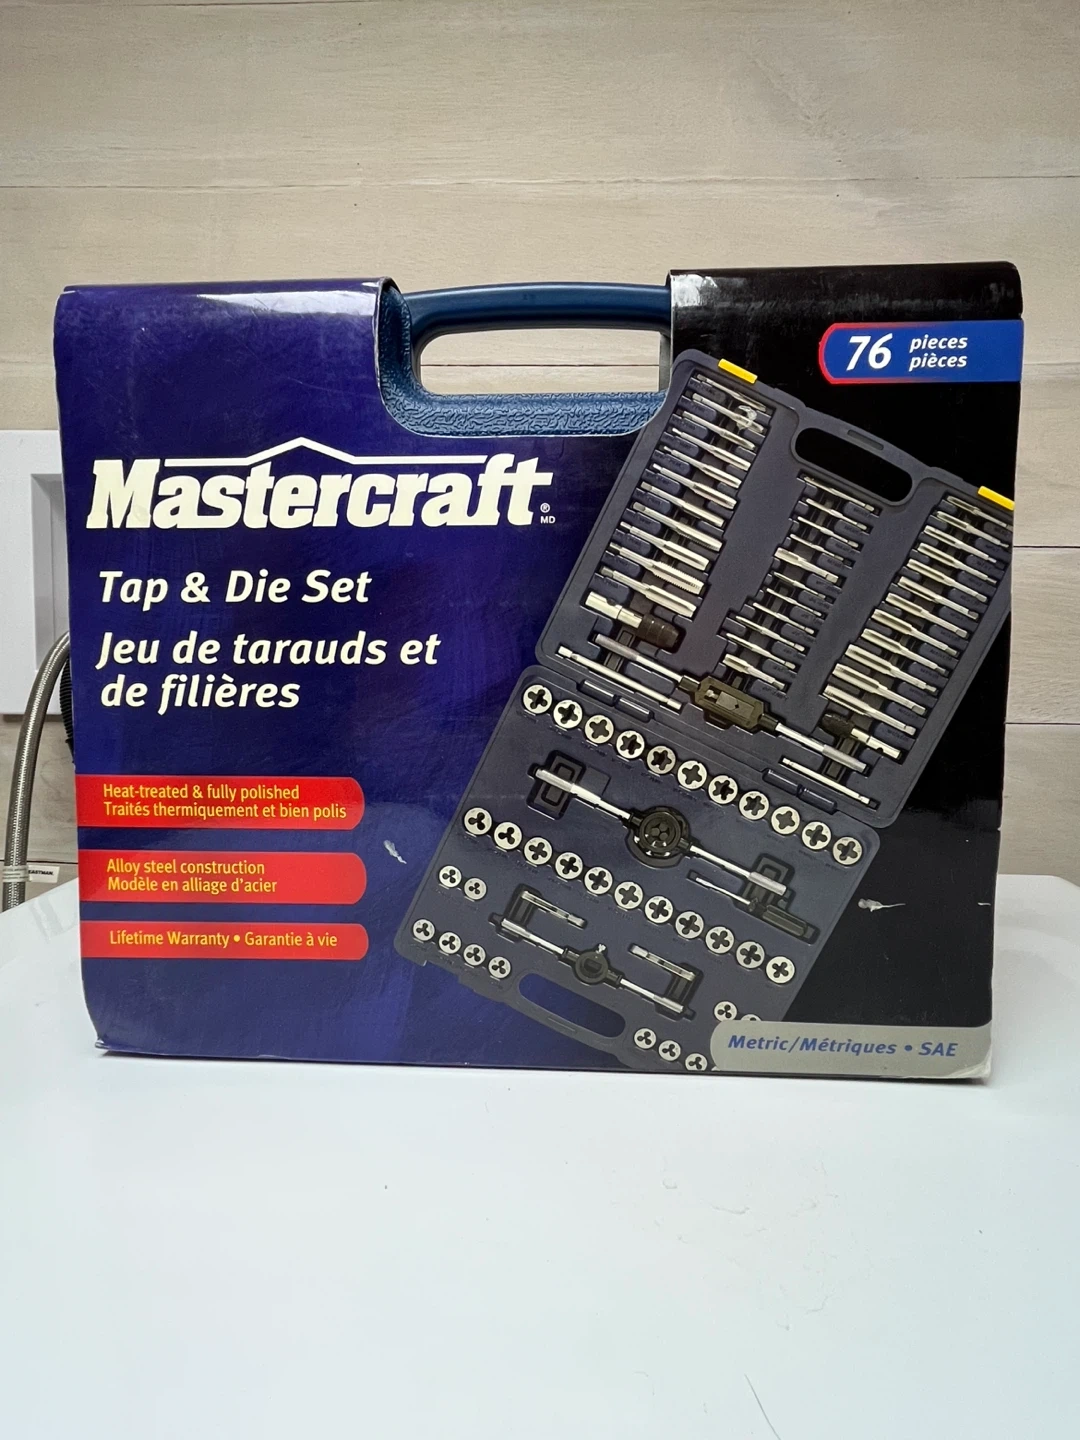 76 pieces
pièces
Mastercraft®
MD
Tap & Die Set
Jeu de tarauds et
de filières
Heat-treated & fully polished
Traités thermiquement et bien polis
Alloy steel construction
Modèle en alliage d'acier
Lifetime Warranty • Garantie à vie
Metric/Métriques • SAE
EASTMAN